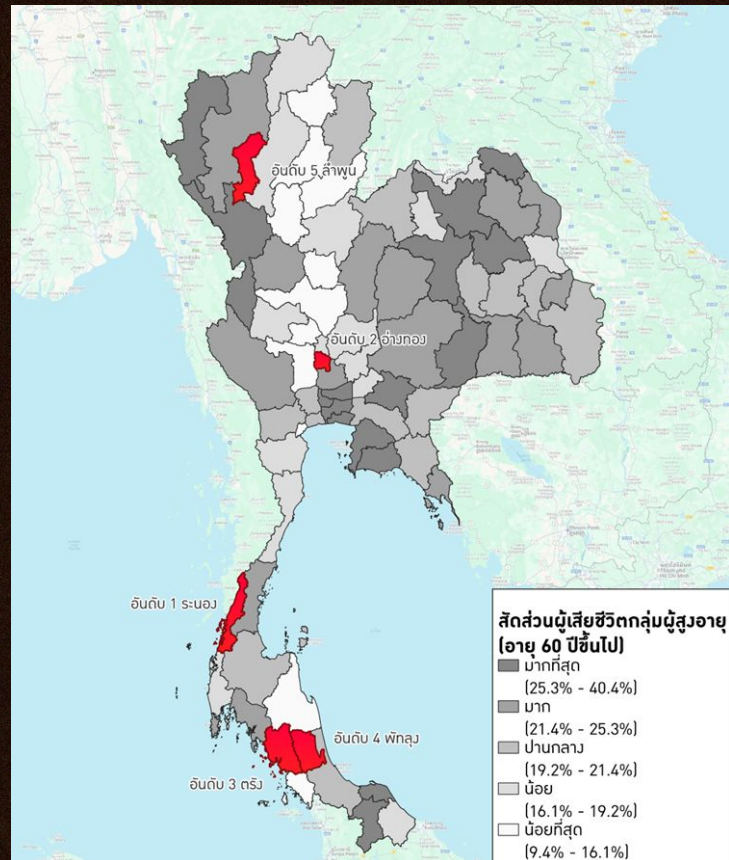 อันดับ 5 ลำพูน
อันดับ 2 อ่างทอง
อันดับ 1 ระนอง
อันดับ 4 พัทลุง
อันดับ 3 ตรัง
สัดส่วนผู้เสียชีวิตกลุ่มผู้สูงอายุ
(อายุ 60 ปีขึ้นไป)
มากที่สุด
(25.3% - 40.4%)
มาก
(21.4% - 25.3%)
ปานกลาง
(19.2% - 21.4%)
น้อย
(16.1% - 19.2%)
น้อยที่สุด
(9.4% - 16.1%)